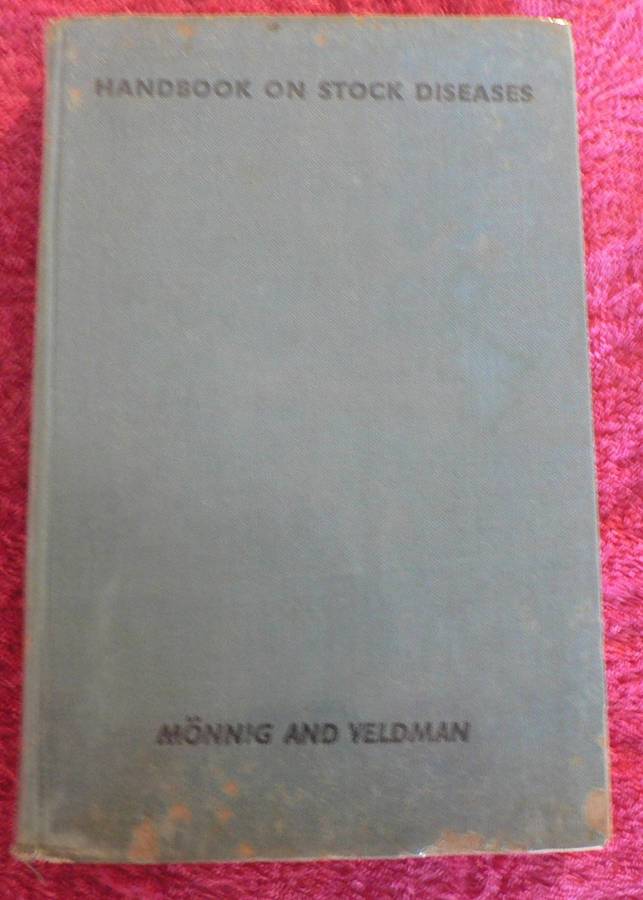 HANDBOOK ON STOCK DISEASES
MÖNNIG AND VELDMAN